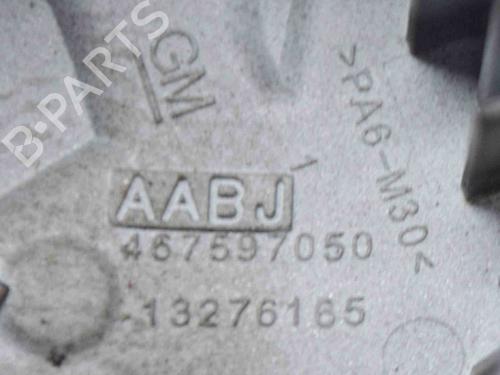 B-PARTS
GM
>PA6-M30<
1
AABJ
467597050
-13276165